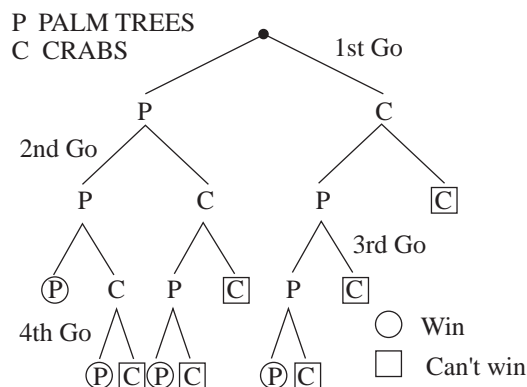 P PALM TREES
C CRABS
1st Go
P C
2nd Go
P C P C
3rd Go
P C P C P C
4th Go
P C P C P C
Win
Can't win